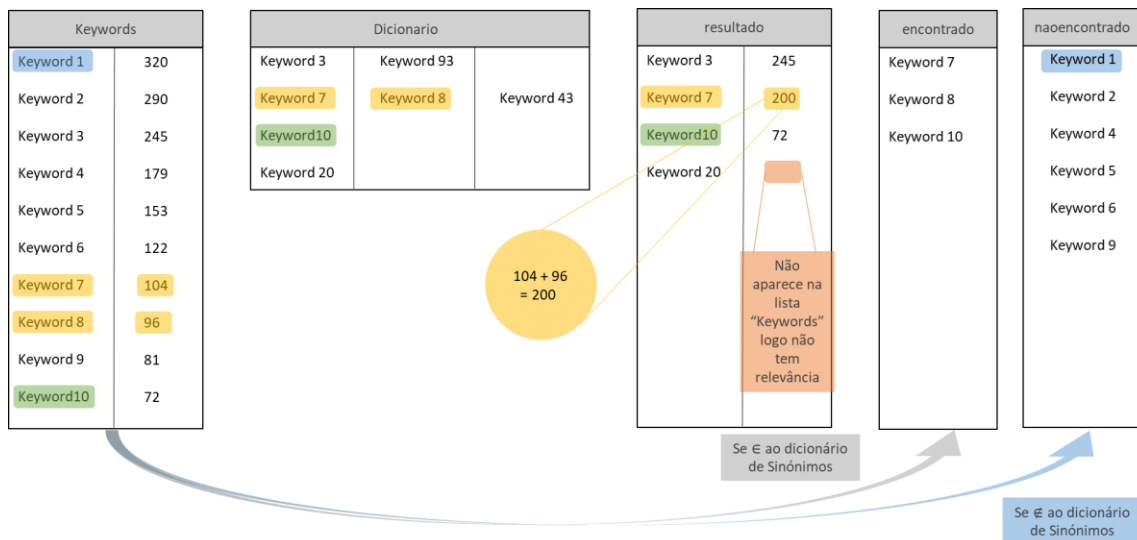 Keywords
Keyword 1 320
Keyword 2 290
Keyword 3 245
Keyword 4 179
Keyword 5 153
Keyword 6 122
Keyword 7 104
Keyword 8 96
Keyword 9 81
Keyword10 72
Dicionario
Keyword 3 Keyword 93
Keyword 7 Keyword 8 Keyword 43
Keyword10
Keyword 20
104 + 96
= 200
resultado
Keyword 3 245
Keyword 7 200
Keyword10 72
Keyword 20
Não
aparece na
lista
“Keywords”
logo não
tem
relevância
encontrado
Keyword 7
Keyword 8
Keyword 10
naoencontrado
Keyword 1
Keyword 2
Keyword 4
Keyword 5
Keyword 6
Keyword 9
Se ∈ ao dicionário
de Sinónimos
Se ∉ ao dicionário
de Sinónimos